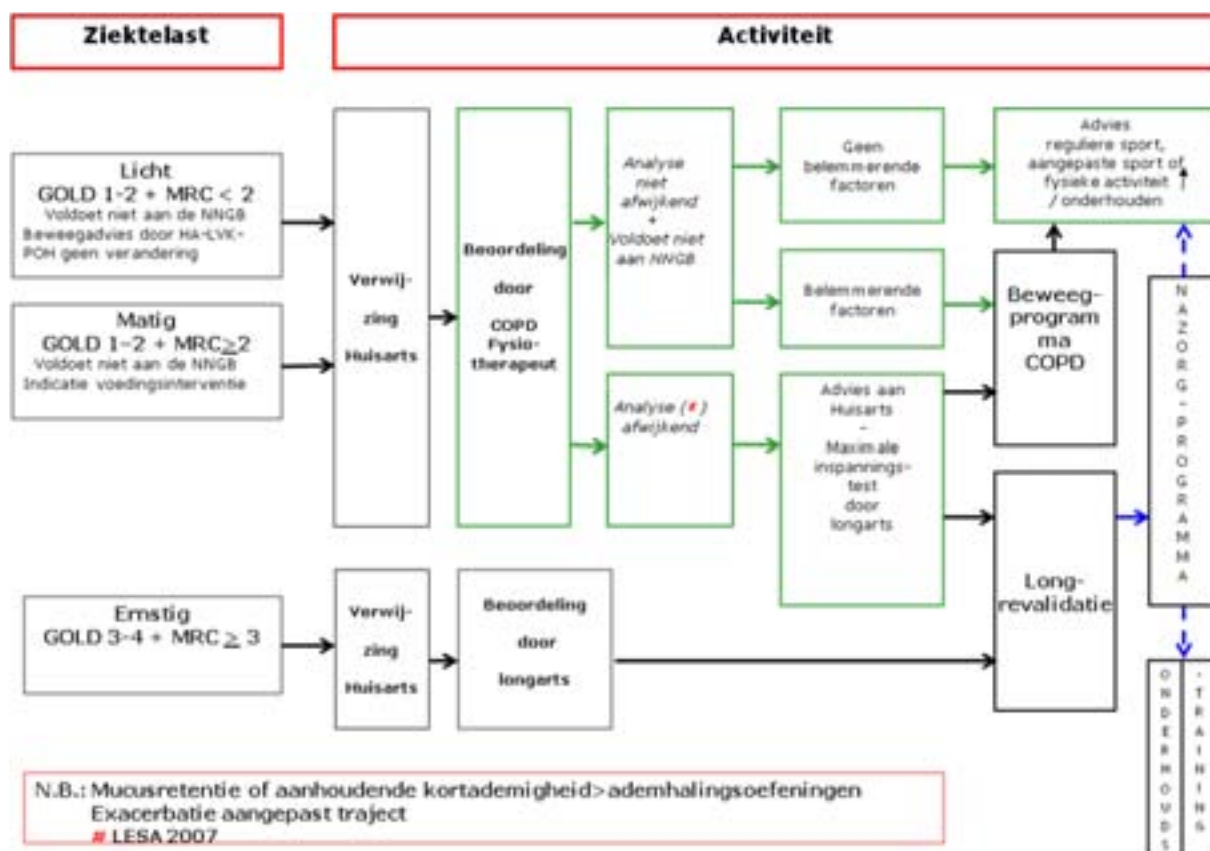 Ziektelast
Activiteit
Licht
GOLD 1-2 + MRC < 2
Voldoet niet aan de NNGB
Beweegadvies door HA-LVK-
POH geen verandering
Matig
GOLD 1-2 + MRC≥2
Voldoet niet aan de NNGB
Indicatie voedingsinterventie
Verwij-
zing
Huisarts
Beoordeling
door
COPD
Fysio-
therapeut
Analyse
niet
afwijkend
+
Voldoet niet
aan NNGB
Analyse (#)
afwijkend
Geen
belemmerende
factoren
Belemmerende
factoren
Advies aan
Huisarts
-
Maximale
inspannings-
test
door
longarts
Advies
reguliere sport,
aangepaste sport of
fysieke activiteit ↑
/ onderhouden
Beweeg-
program
ma
COPD
Long-
revalidatie
NAZORG-PROGRAMMA
Ernstig
GOLD 3-4 + MRC ≥ 3
Verwij-
zing
Huisarts
Beoordeling
door
longarts
ONDERHOUDS
-TRAINING
N.B.: Mucusretentie of aanhoudende kortademigheid>ademhalingsoefeningen
Exacerbatie aangepast traject
# LESA 2007